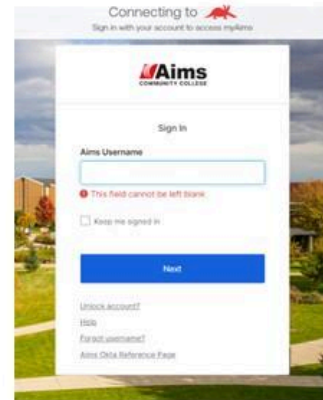 Connecting to
Sign in with your account to access myAims
Aims
COMMUNITY COLLEGE
Sign In
Aims Username
This field cannot be left blank
Keep me signed in
Next
Unlock account?
Help
Forgot username?
Aims Okta Reference Page